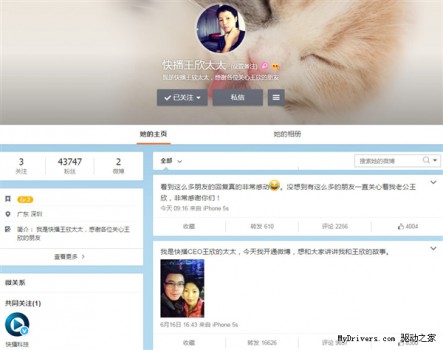 快播王欣太太
我是快播王欣太太，想谢各位关心王欣的朋友
已关注
私信
她的主页
她的相册
3
关注
43747
粉丝
2
微博
广东 深圳
简介：我是快播王欣太太，想谢各位关心王欣的朋友
查看更多 >
微关系
共同关注(1)
快播科技
全部
搜索她的微博
看到这么多朋友的回复真的非常感动，没想到有这么多的朋友一直关心着我老公王
欣，非常感谢你们！
今天 09:16 来自 iPhone 5s
收藏
转发 610
评论 2256
4004
我是快播CEO王欣的太太，今天我开通微博，想和大家讲讲我和王欣的故事。
6月16日 18:43 来自 iPhone 5s
收藏
转发 16626
评论
MyDrivers.com 驱动之家